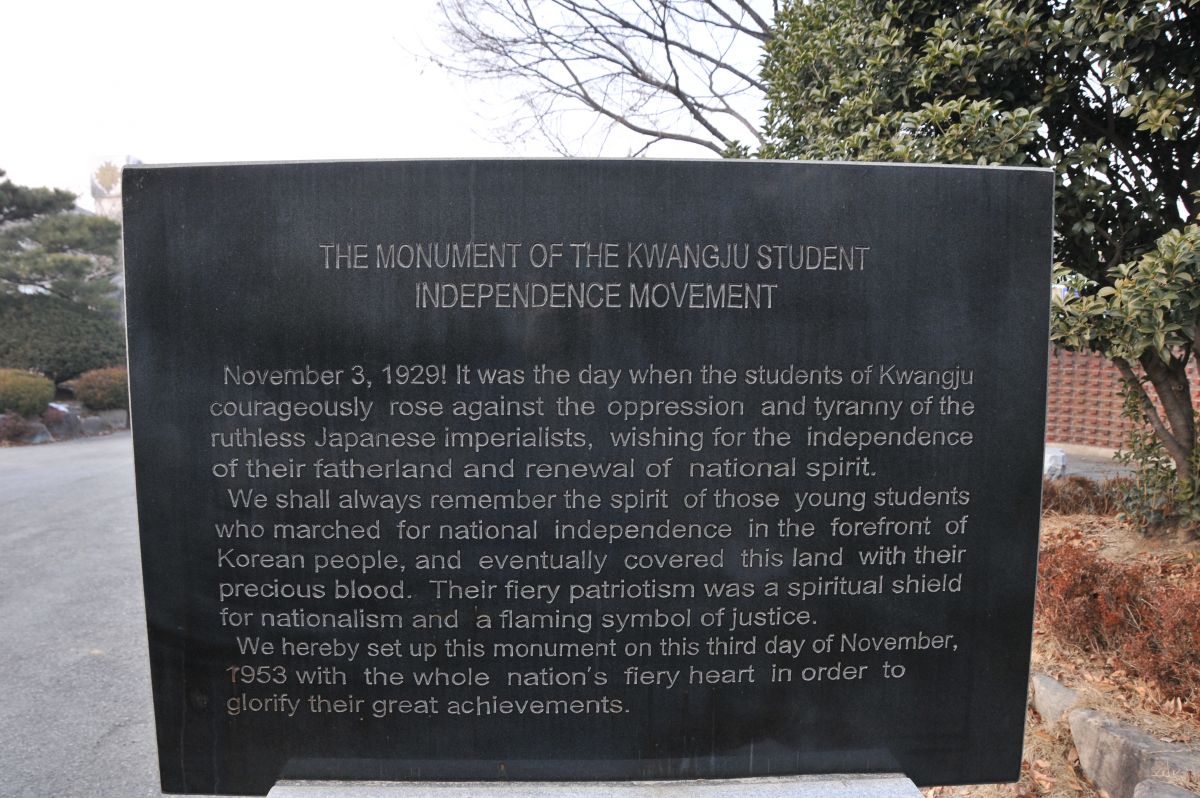 THE MONUMENT OF THE KWANGJU STUDENT
INDEPENDENCE MOVEMENT
November 3, 1929! It was the day when the students of Kwangju
courageously rose against the oppression and tyranny of the
ruthless Japanese imperialists, wishing for the independence
of their fatherland and renewal of national spirit.
We shall always remember the spirit of those young students
who marched for national independence in the forefront of
Korean people, and eventually covered this land with their
precious blood. Their fiery patriotism was a spiritual shield
for nationalism and a flaming symbol of justice.
We hereby set up this monument on this third day of November,
1953 with the whole nation's fiery heart in order to
glorify their great achievements.